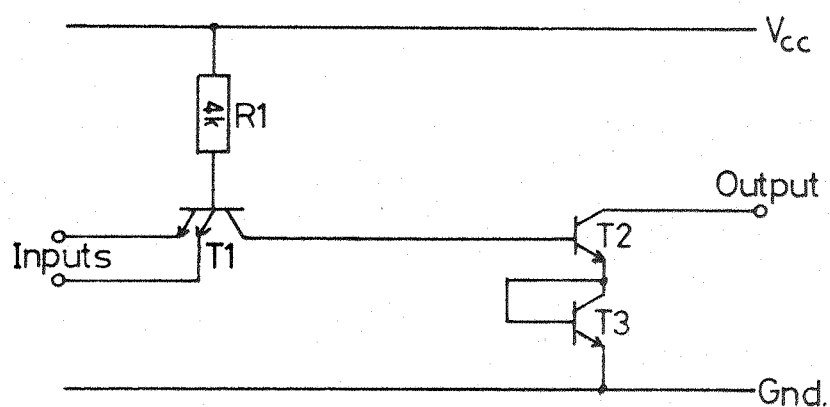 Vcc
4k
R1
Output
T2
Inputs
T1
T3
Gnd.